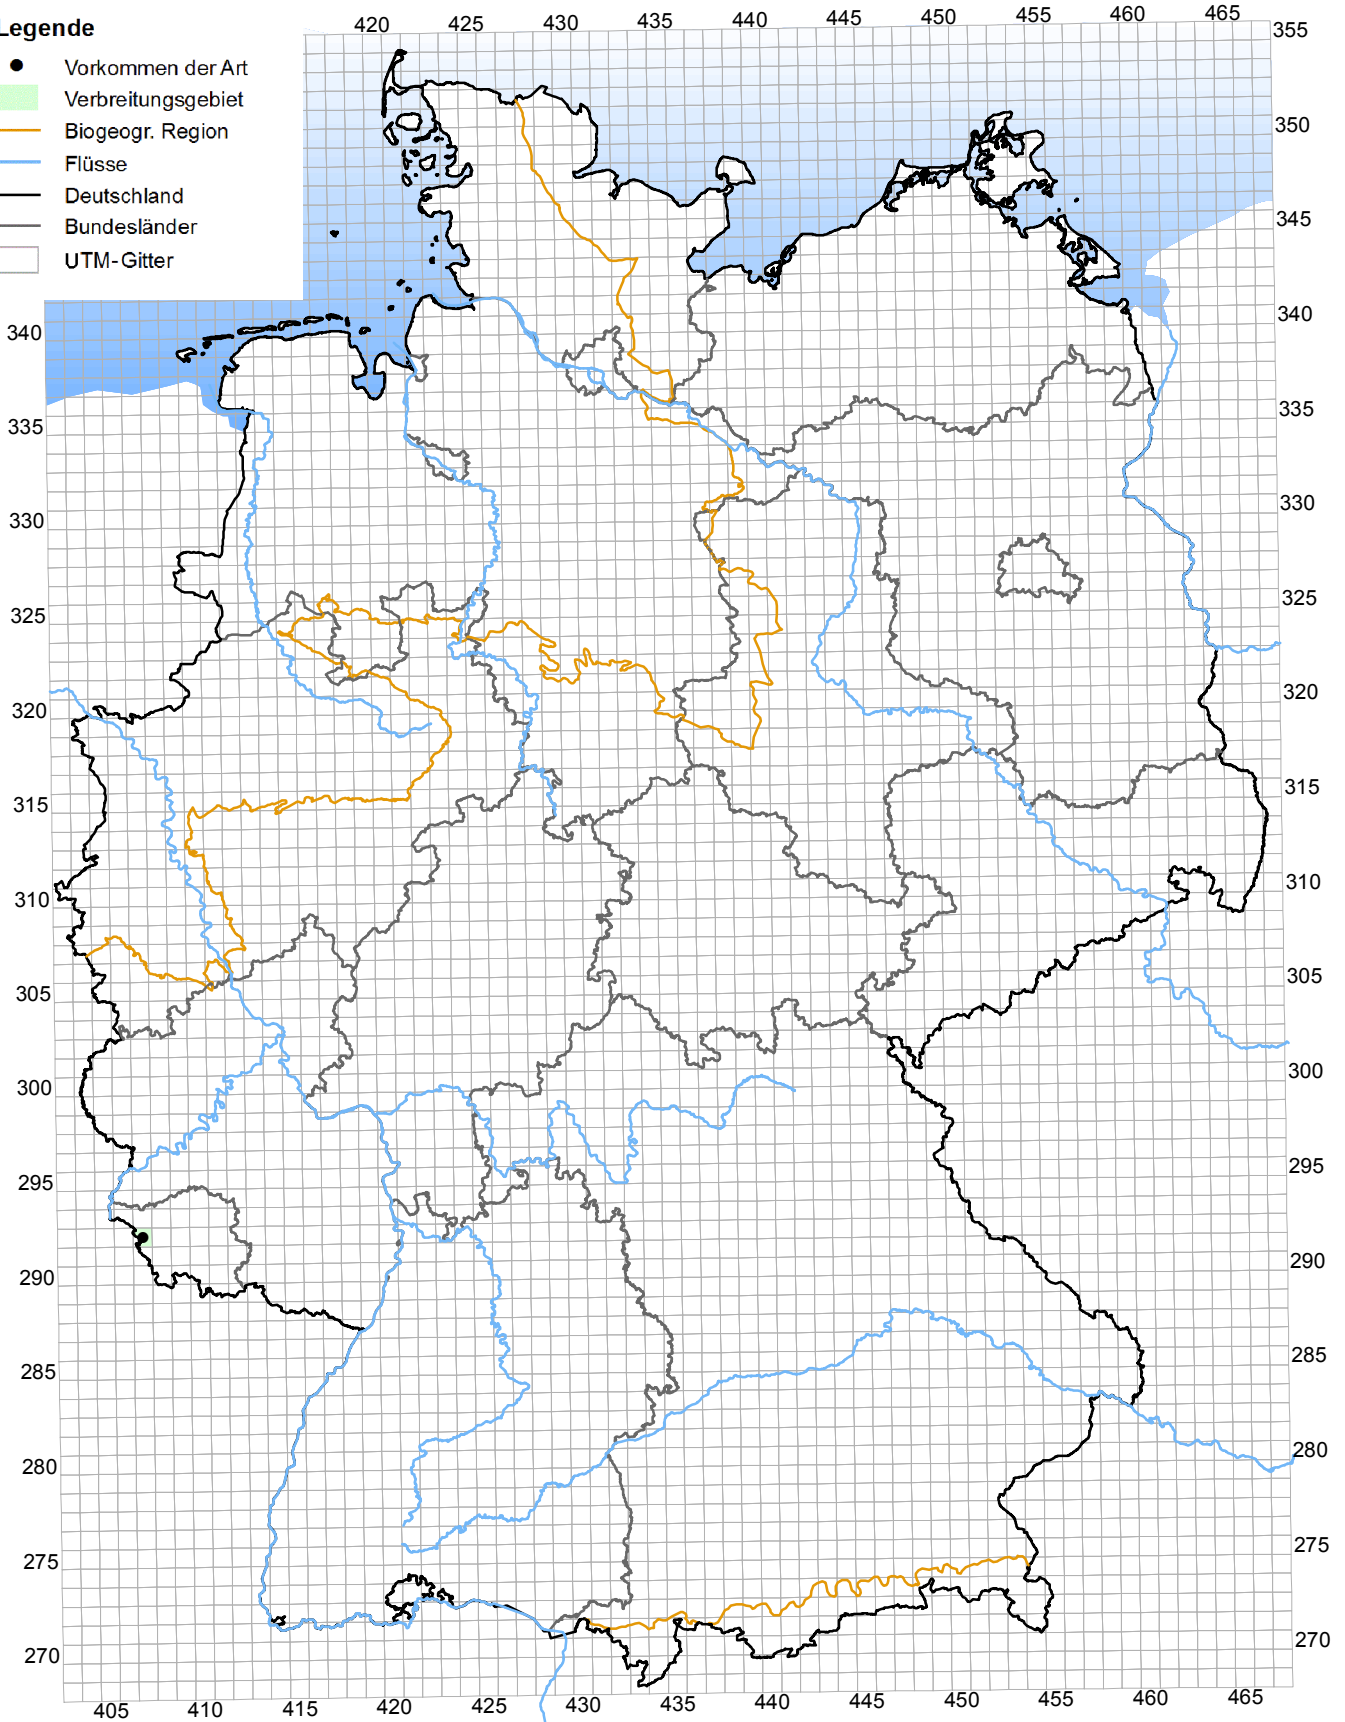 Legende
Vorkommen der Art
Verbreitungsgebiet
Biogeogr. Region
Flüsse
Deutschland
Bundesländer
UTM-Gitter
420 425 430 435 440 445 450 455 460 465
355
350
345
340 340
335 335
330 330
325 325
320 320
315 315
310 310
305 305
300 300
295 295
290 290
285 285
280 280
275 275
270 270
405 410 415 420 425 430 435 440 445 450 455 460 465